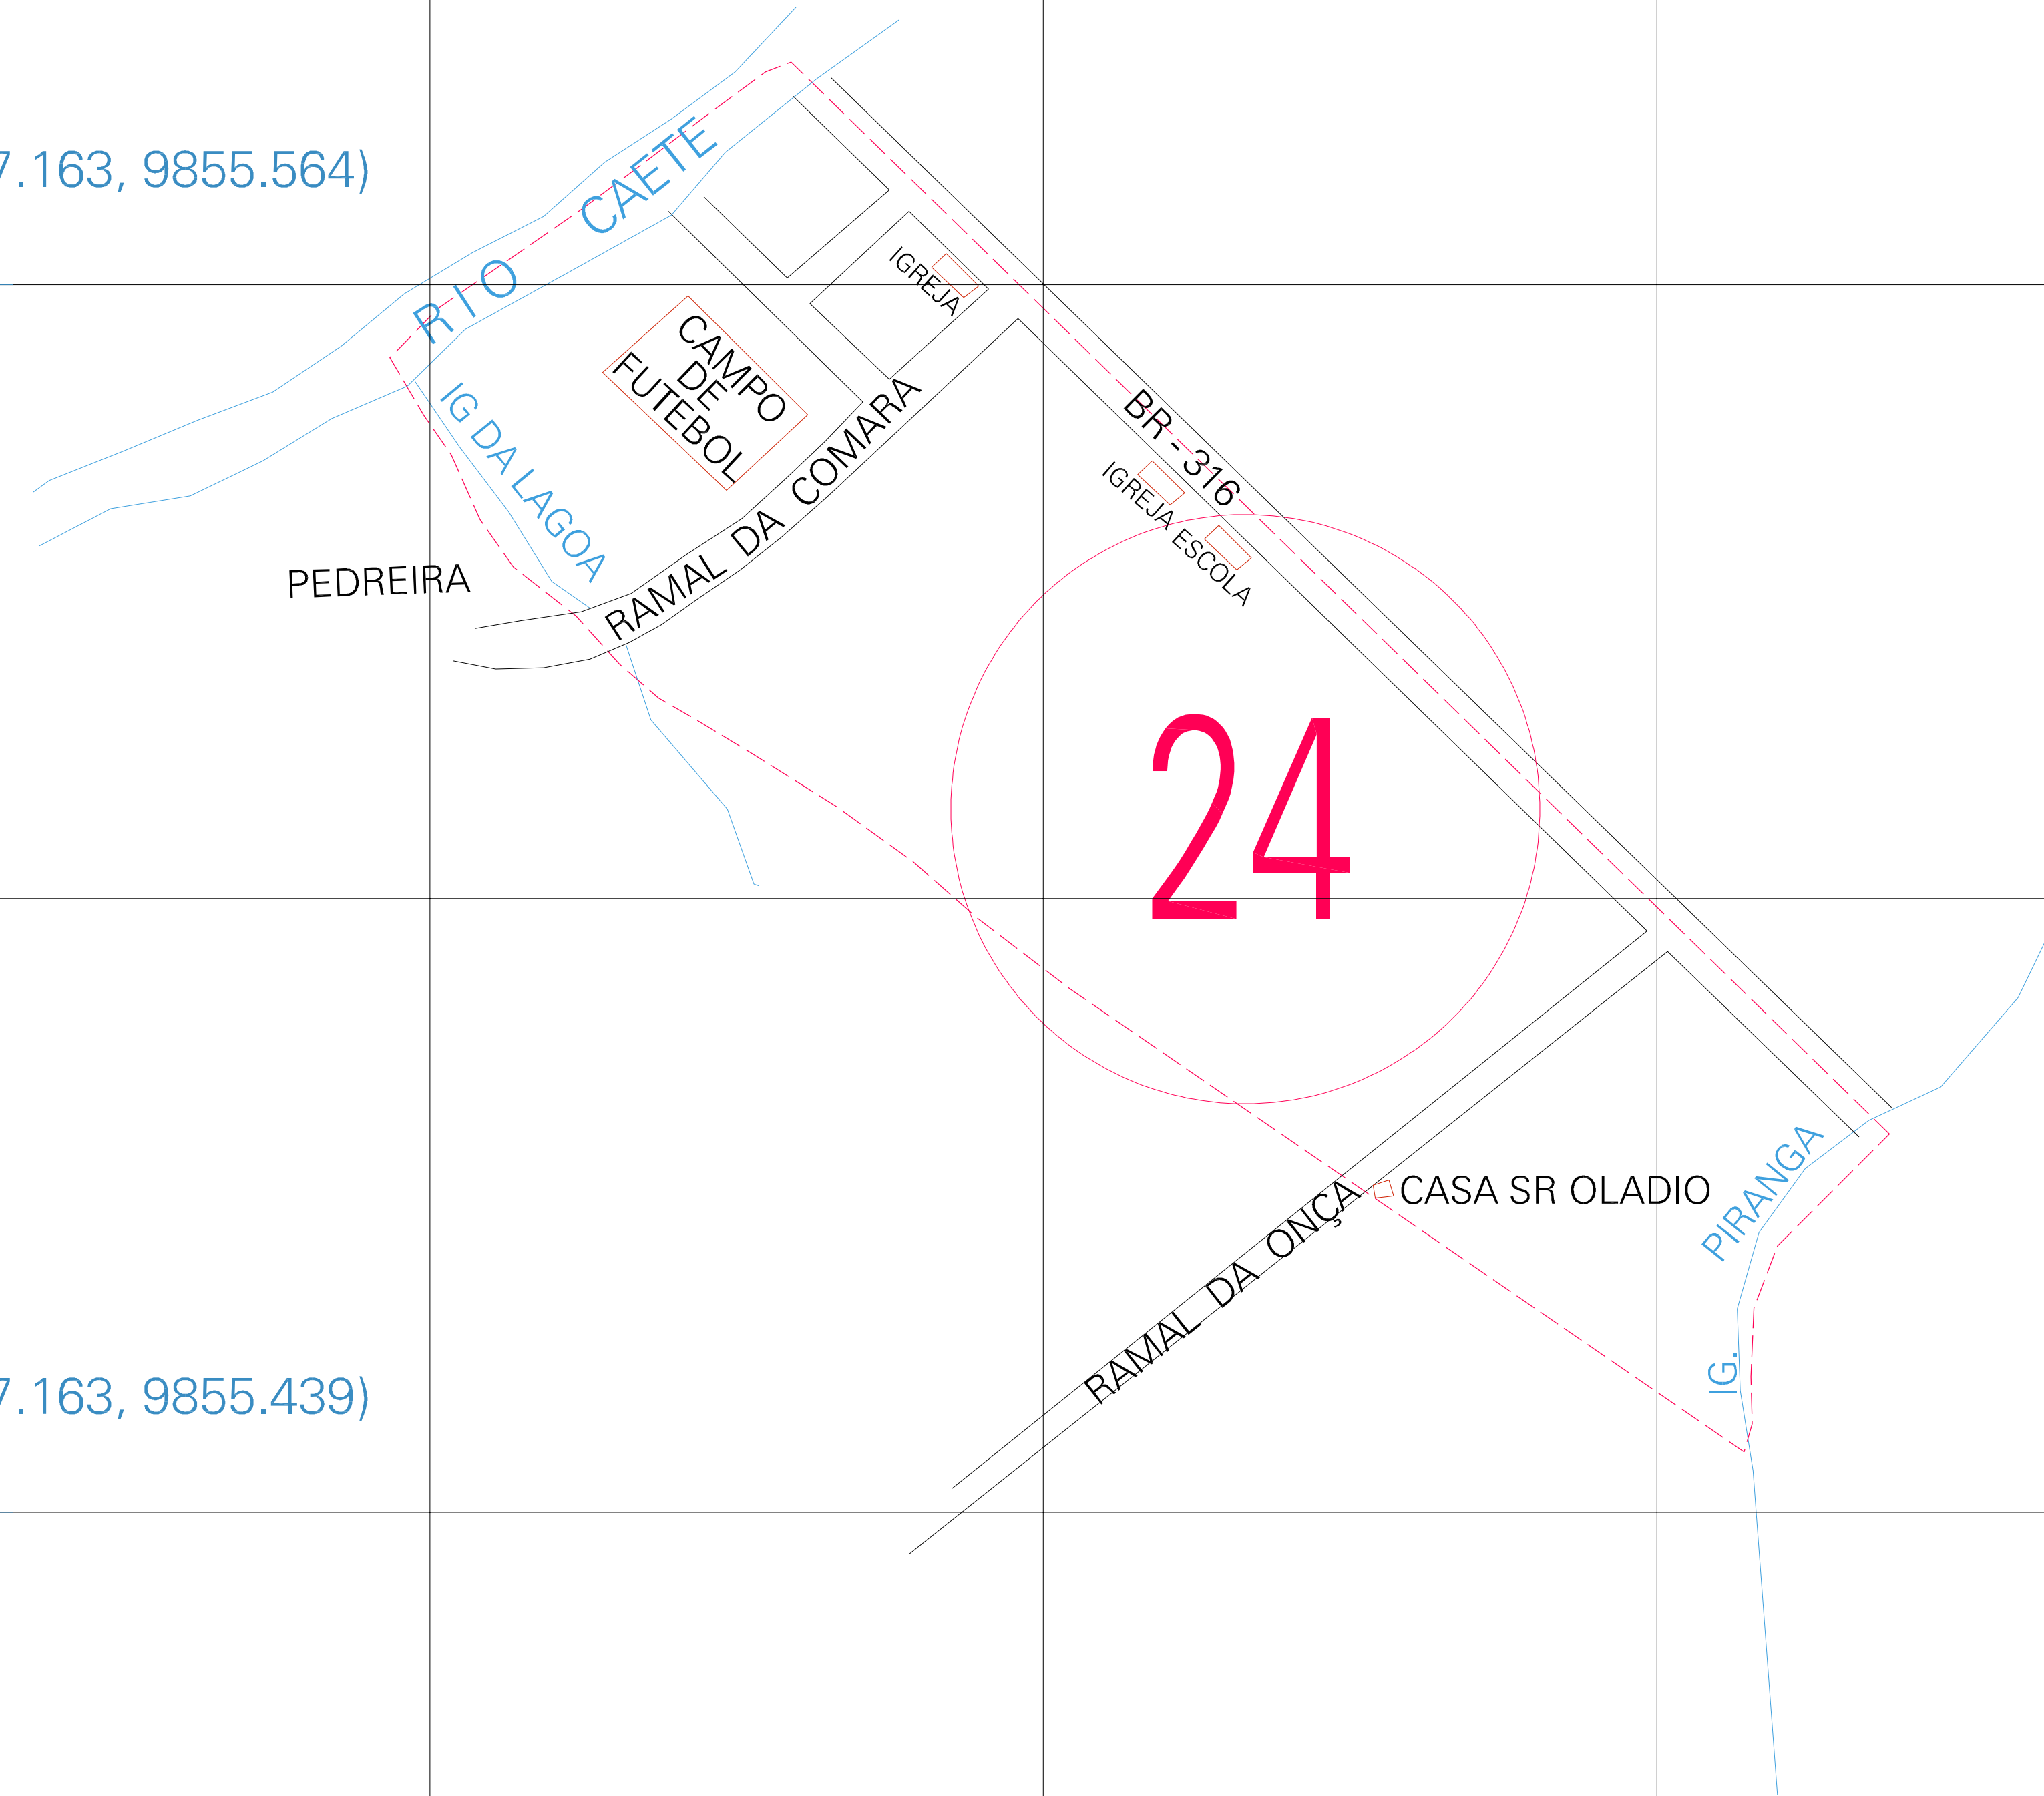 7.163, 9855.564)
RIO CAETE
IGREJA
CAMPO
DE
FUTEBOL
IG DA LAGOA
RAMAL DA COMARA
BR - 316
IGREJA
ESCOLA
PEDREIRA
24
CASA SR OLADIO
RAMAL DA ONÇA
IG. PIRANGA
7.163, 9855.439)